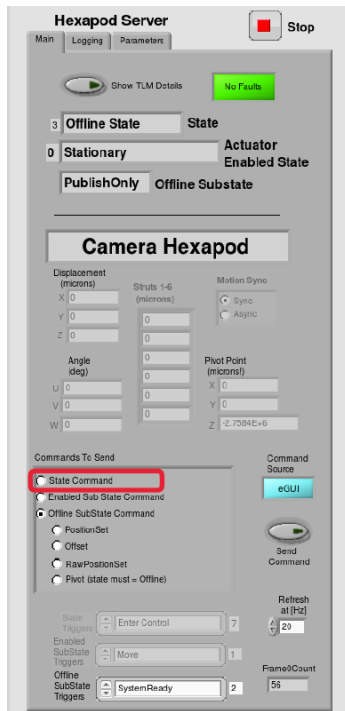 Hexapod Server
Stop
Main Logging Parameters
Show TLM Details No Faults
3 Offline State State
0 Stationary Actuator
Enabled State
PublishOnly Offline Substate
Camera Hexapod
Displacement
(microns)
Struts 1-6
(microns)
Motion Sync
X 0
Y 0
Z 0
0
0
0
0
0
0
Sync
Async
Angle
(deg)
U 0
V 0
W 0
Pivot Point
(microns!)
X 0
Y 0
Z -2.7584E+6
Commands To Send
State Command
Enabled Sub State Command
Offline SubState Command
PositionSet
Offset
RawPositionSet
Pivot (state must = Offline)
Command
Source
eGUI
Send
Command
Refresh
at [Hz]
20
State
Triggers
Enter Control 7
Enabled
SubState
Triggers
Move 1
Offline
SubState
Triggers
SystemReady 2
Frame0Count
56